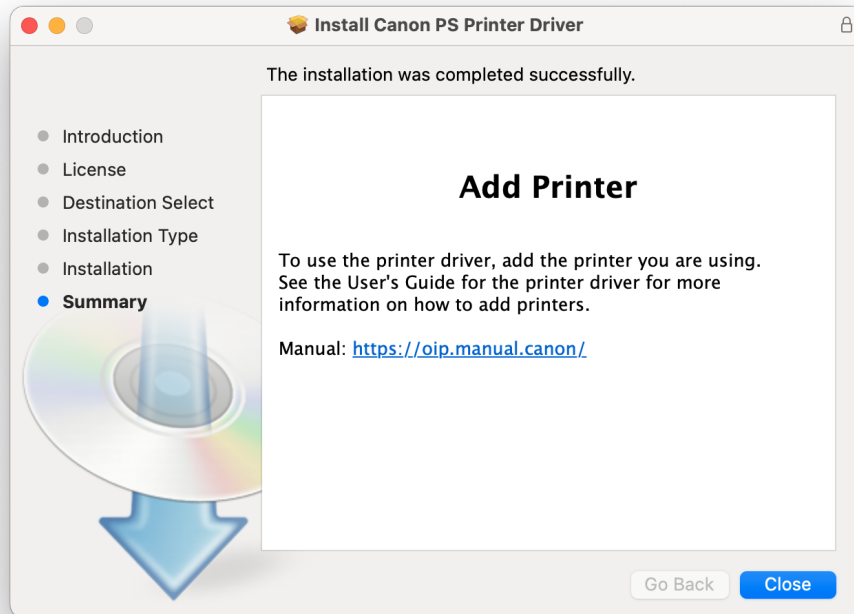 Install Canon PS Printer Driver
The installation was completed successfully.
Introduction
License
Destination Select
Installation Type
Installation
Summary
Add Printer
To use the printer driver, add the printer you are using.
See the User's Guide for the printer driver for more
information on how to add printers.
Manual: https://oip.manual.canon/
Go Back
Close